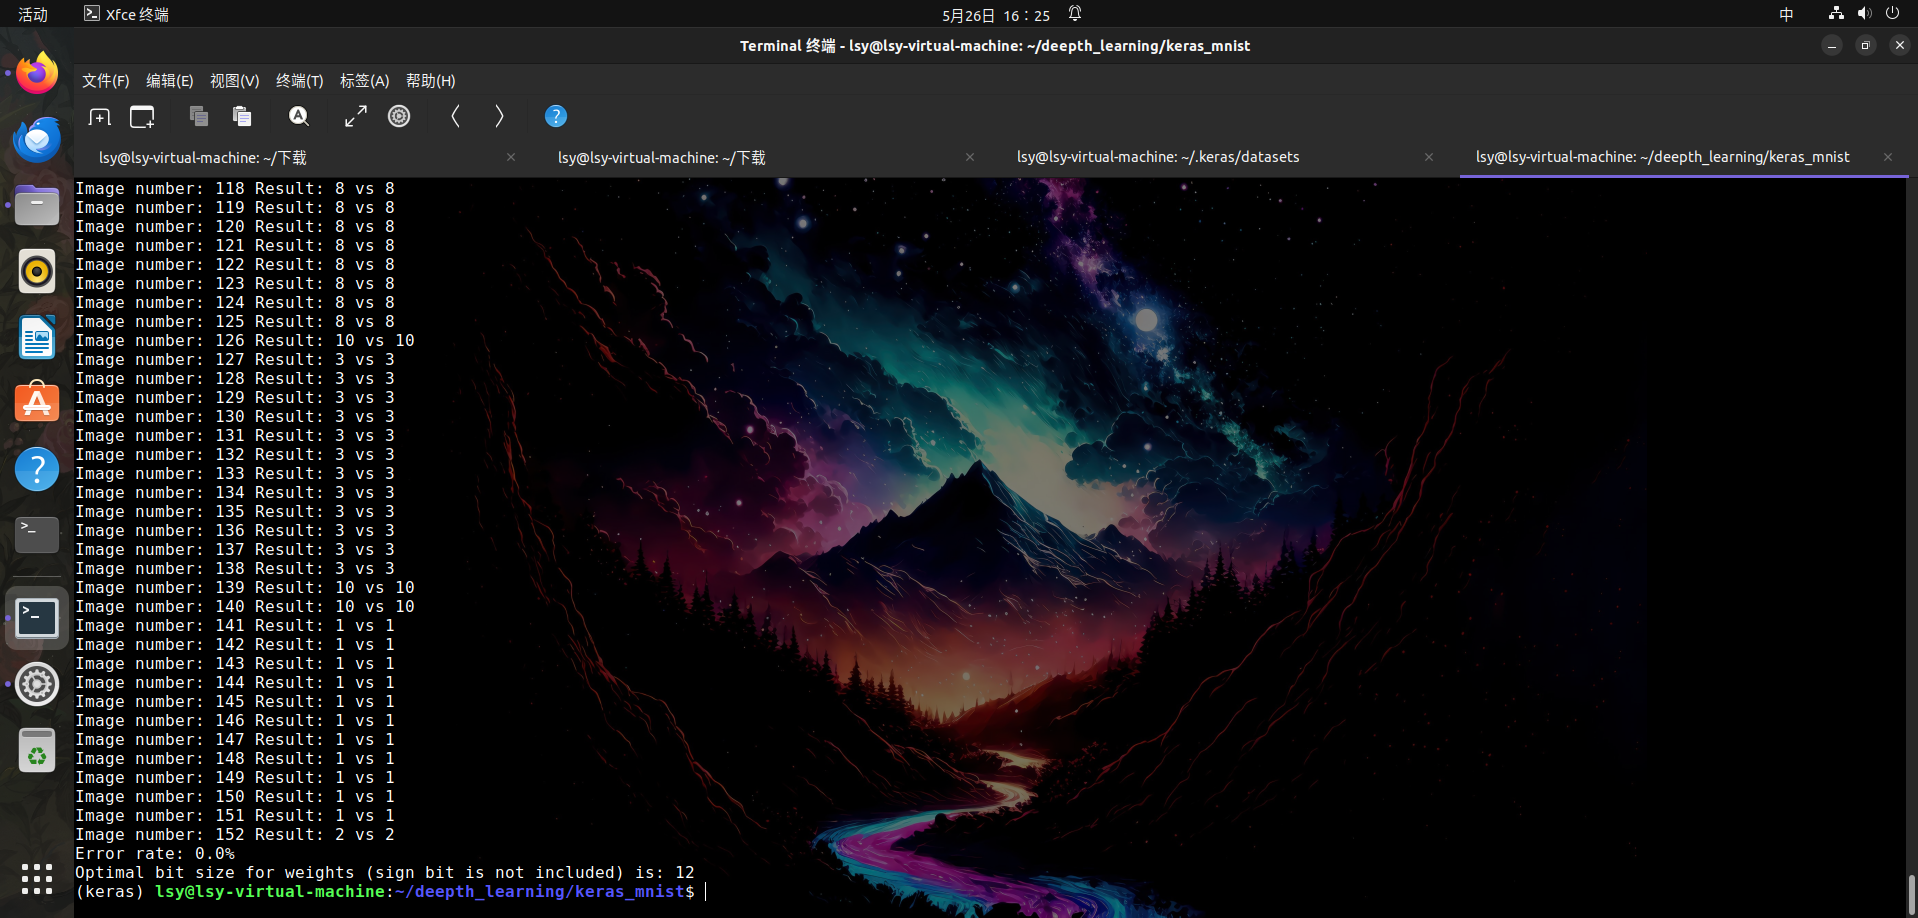 活动
Xfce 终端
5月26日 16：25
中
Terminal 终端 - lsy@lsy-virtual-machine: ~/deepth_learning/keras_mnist
文件(F) 编辑(E) 视图(V) 终端(T) 标签(A) 帮助(H)
lsy@lsy-virtual-machine: ~/下载
lsy@lsy-virtual-machine: ~/下载
lsy@lsy-virtual-machine: ~/.keras/datasets
lsy@lsy-virtual-machine: ~/deepth_learning/keras_mnist
Image number: 118 Result: 8 vs 8
Image number: 119 Result: 8 vs 8
Image number: 120 Result: 8 vs 8
Image number: 121 Result: 8 vs 8
Image number: 122 Result: 8 vs 8
Image number: 123 Result: 8 vs 8
Image number: 124 Result: 8 vs 8
Image number: 125 Result: 8 vs 8
Image number: 126 Result: 10 vs 10
Image number: 127 Result: 3 vs 3
Image number: 128 Result: 3 vs 3
Image number: 129 Result: 3 vs 3
Image number: 130 Result: 3 vs 3
Image number: 131 Result: 3 vs 3
Image number: 132 Result: 3 vs 3
Image number: 133 Result: 3 vs 3
Image number: 134 Result: 3 vs 3
Image number: 135 Result: 3 vs 3
Image number: 136 Result: 3 vs 3
Image number: 137 Result: 3 vs 3
Image number: 138 Result: 3 vs 3
Image number: 139 Result: 10 vs 10
Image number: 140 Result: 10 vs 10
Image number: 141 Result: 1 vs 1
Image number: 142 Result: 1 vs 1
Image number: 143 Result: 1 vs 1
Image number: 144 Result: 1 vs 1
Image number: 145 Result: 1 vs 1
Image number: 146 Result: 1 vs 1
Image number: 147 Result: 1 vs 1
Image number: 148 Result: 1 vs 1
Image number: 149 Result: 1 vs 1
Image number: 150 Result: 1 vs 1
Image number: 151 Result: 1 vs 1
Image number: 152 Result: 2 vs 2
Error rate: 0.0%
Optimal bit size for weights (sign bit is not included) is: 12
(keras) lsy@lsy-virtual-machine:~/deepth_learning/keras_mnist$